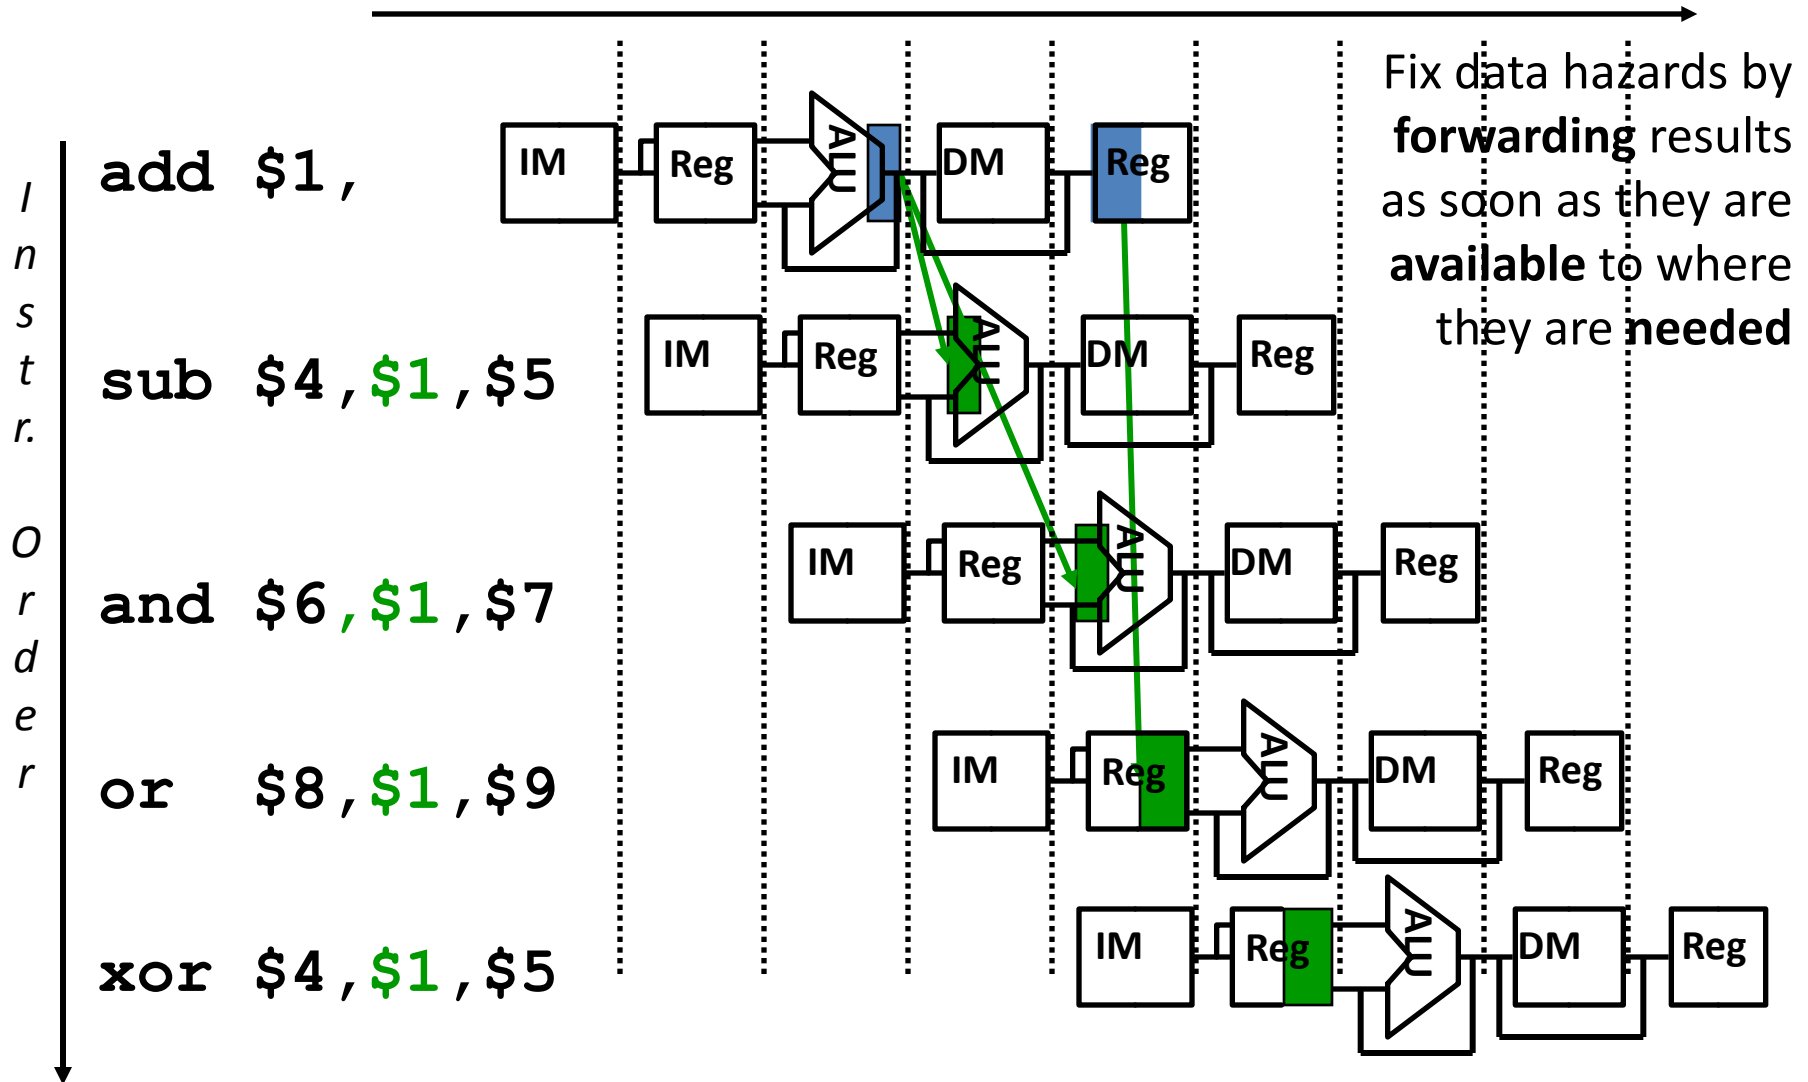 Fix data hazards by
forwarding results
as soon as they are
available to where
they are needed
Instr. Order
add $1,
IM Reg ALU DM Reg
sub $4,$1,$5
IM Reg ALU DM Reg
and $6,$1,$7
IM Reg ALU DM Reg
or $8,$1,$9
IM Reg ALU DM Reg
xor $4,$1,$5
IM Reg ALU DM Reg